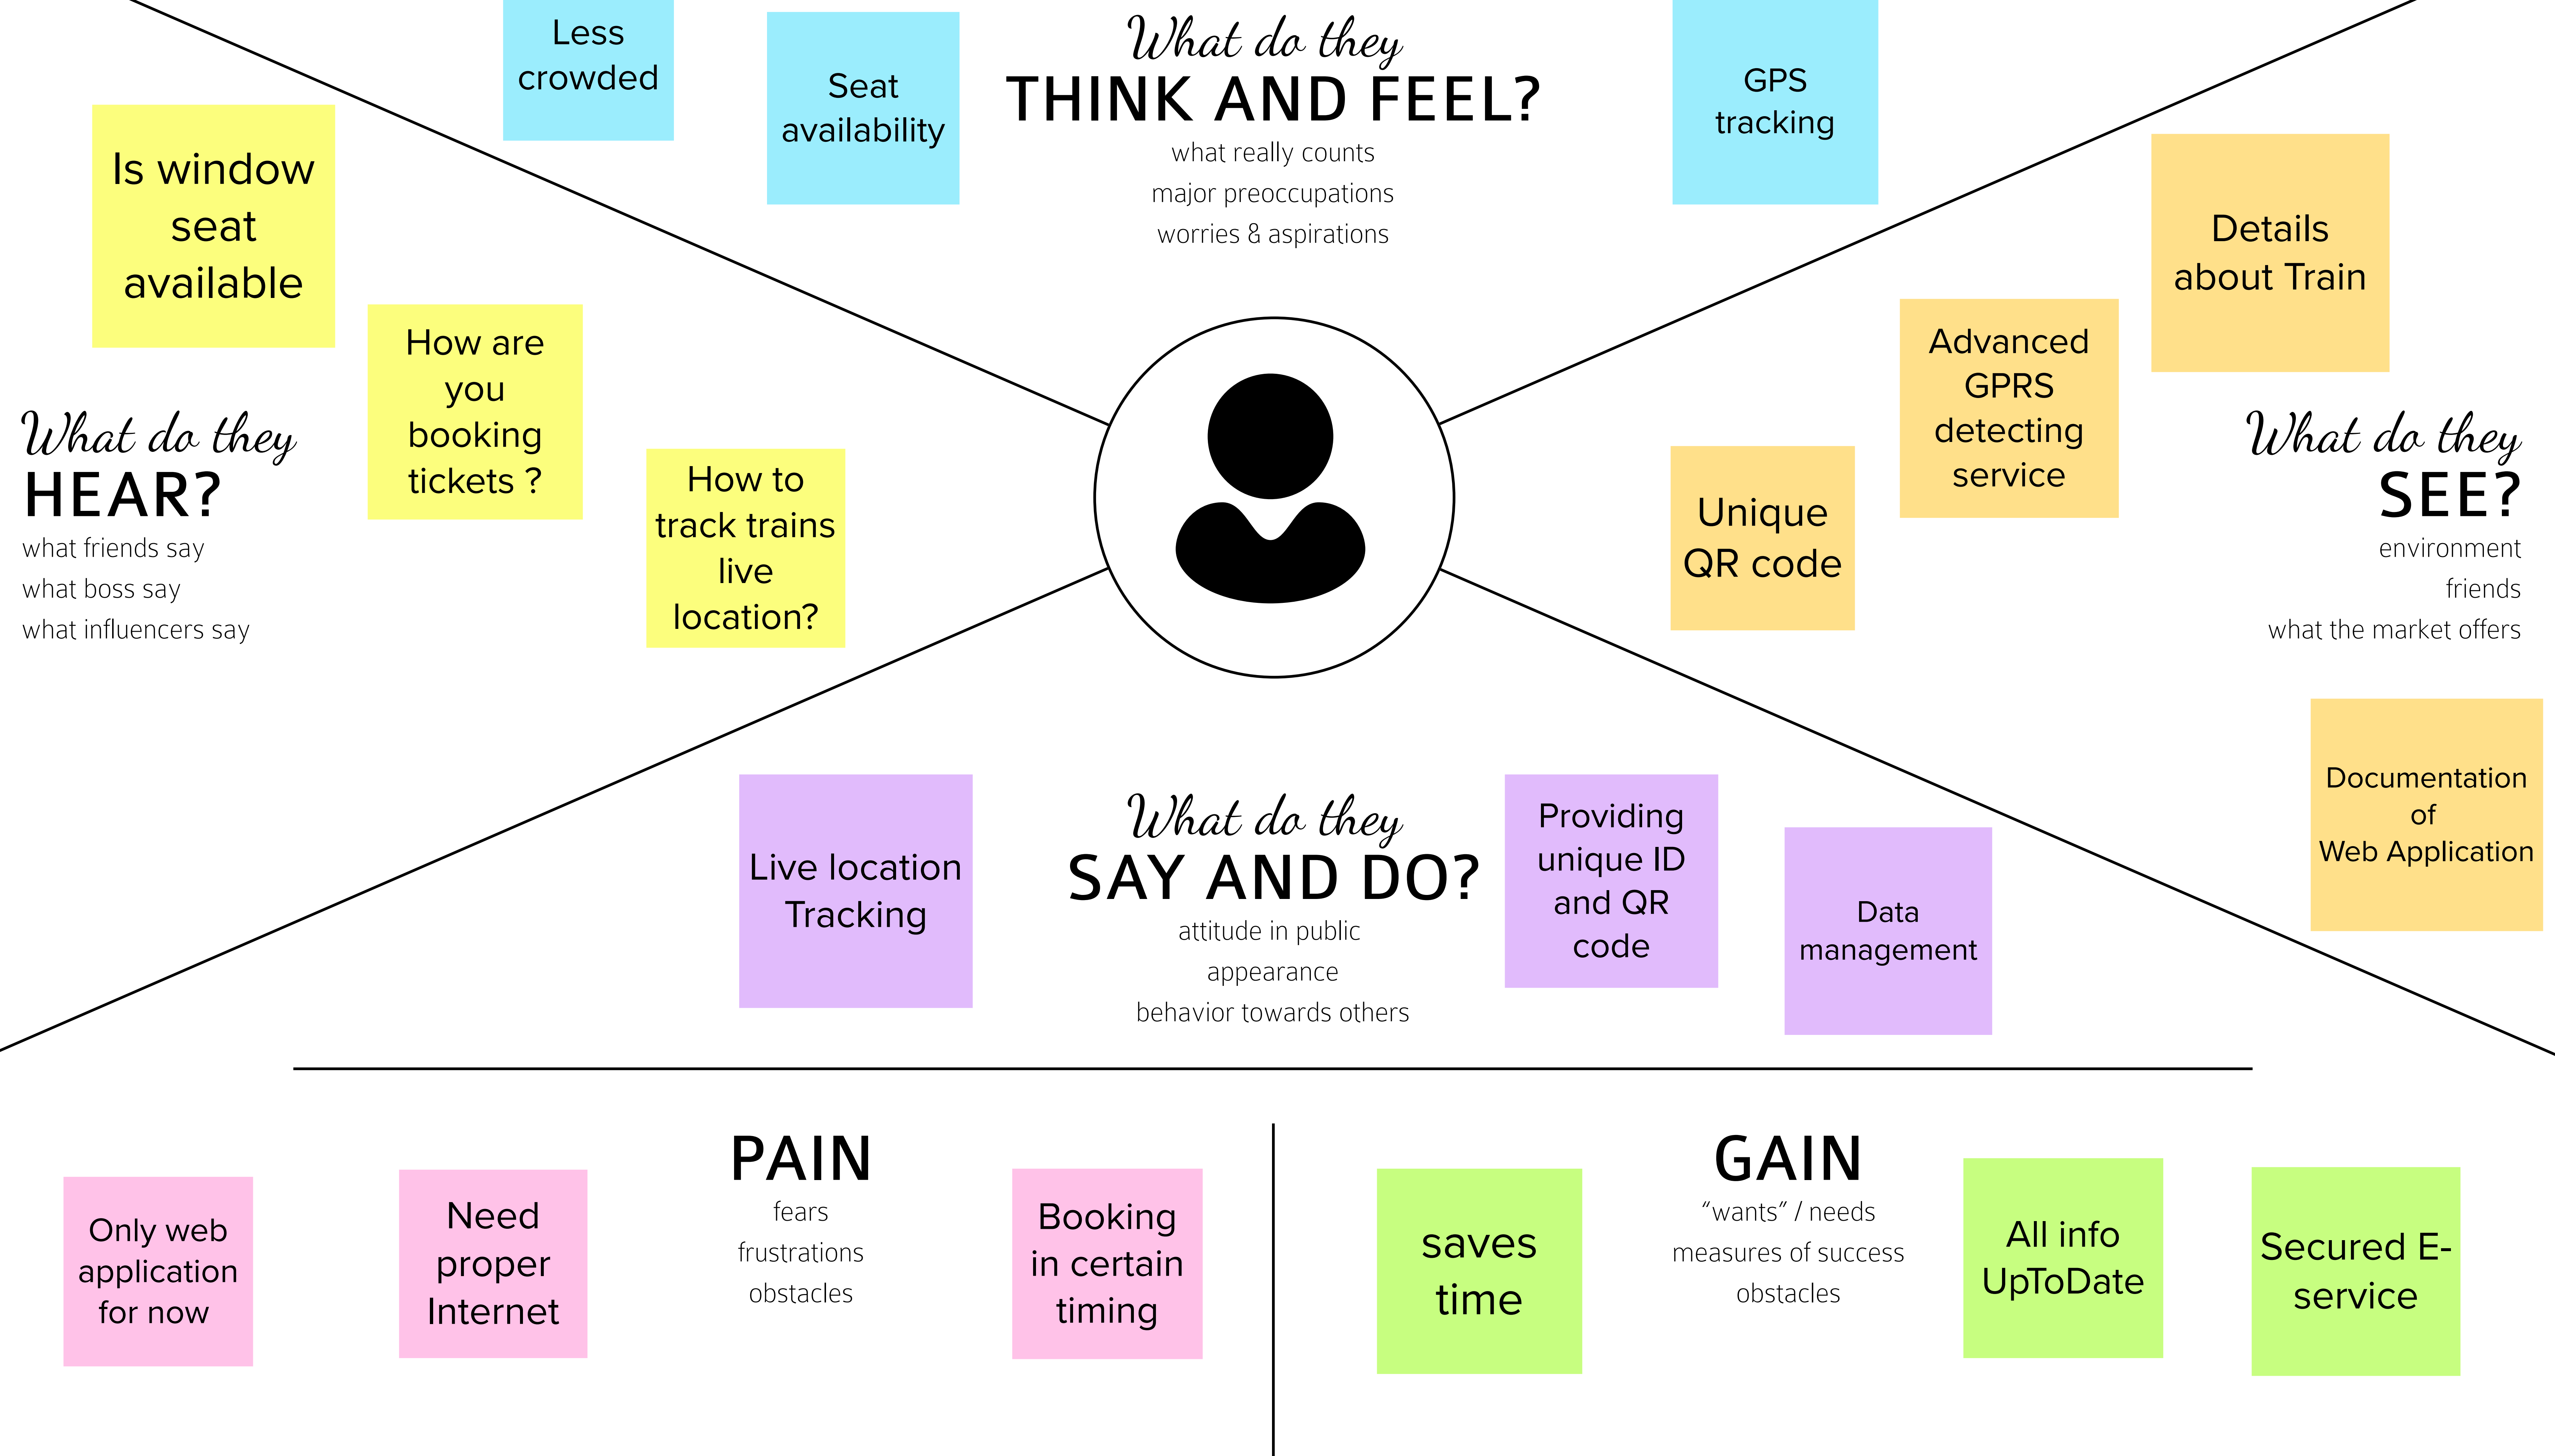 What do they
THINK AND FEEL?
what really counts
major preoccupations
worries & aspirations
Less
crowded
Seat
availability
GPS
tracking
Is window
seat
available
How are
you
booking
tickets ?
How to
track trains
live
location?
What do they
HEAR?
what friends say
what boss say
what influencers say
Details
about Train
Advanced
GPRS
detecting
service
Unique
QR code
What do they
SEE?
environment
friends
what the market offers
Documentation
of
Web Application
Live location
Tracking
What do they
SAY AND DO?
attitude in public
appearance
behavior towards others
Providing
unique ID
and QR
code
Data
management
Only web
application
for now
Need
proper
Internet
PAIN
fears
frustrations
obstacles
Booking
in certain
timing
saves
time
GAIN
“wants” / needs
measures of success
obstacles
All info
UpToDate
Secured E-
service